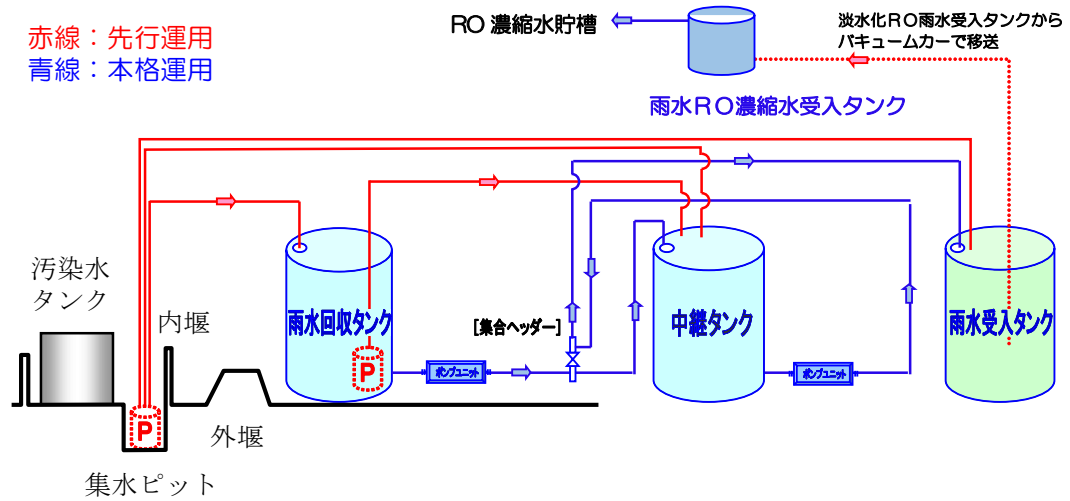 赤線：先行運用
青線：本格運用
RO 濃縮水貯槽
淡水化RO雨水受入タンクから
バキュームカーで移送
雨水RO濃縮水受入タンク
汚染水
タンク
内堰
雨水回収タンク
P
[集合ヘッダー]
中継タンク
雨水受入タンク
ポンプユニット
ポンプユニット
P
外堰
集水ピット